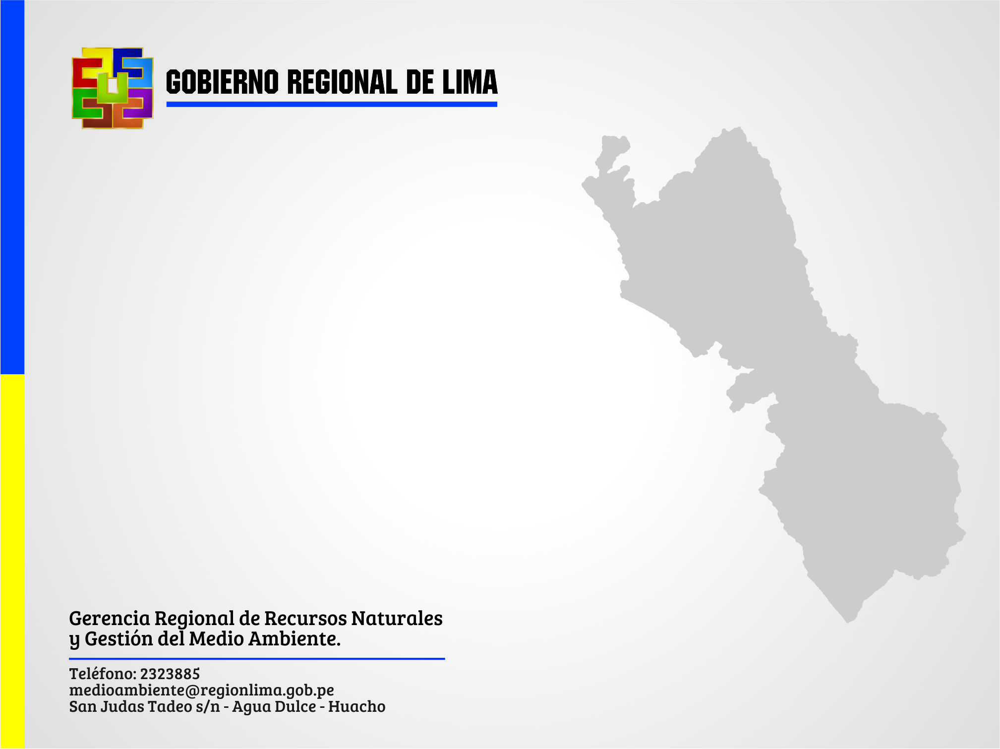 GOBIERNO REGIONAL DE LIMA
Gerencia Regional de Recursos Naturales
y Gestión del Medio Ambiente.
Teléfono: 2323885
medioambiente@regionlima.gob.pe
San Judas Tadeo s/n - Agua Dulce - Huacho